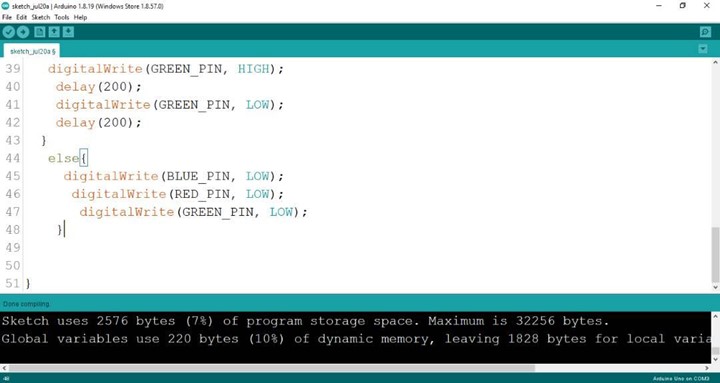 sketch_jul20a | Arduino 1.8.19 (Windows Store 1.8.57.0)
File Edit Sketch Tools Help
sketch_jul20a §
39 digitalWrite(GREEN_PIN, HIGH);
40 delay(200);
41 digitalWrite(GREEN_PIN, LOW);
42 delay(200);
43 }
44 else{
45 digitalWrite(BLUE_PIN, LOW);
46 digitalWrite(RED_PIN, LOW);
47 digitalWrite(GREEN_PIN, LOW);
48 }
49
50
51 }
Done compiling.
Sketch uses 2576 bytes (7%) of program storage space. Maximum is 32256 bytes.
Global variables use 220 bytes (10%) of dynamic memory, leaving 1828 bytes for local varia
48 Arduino Uno on COM3